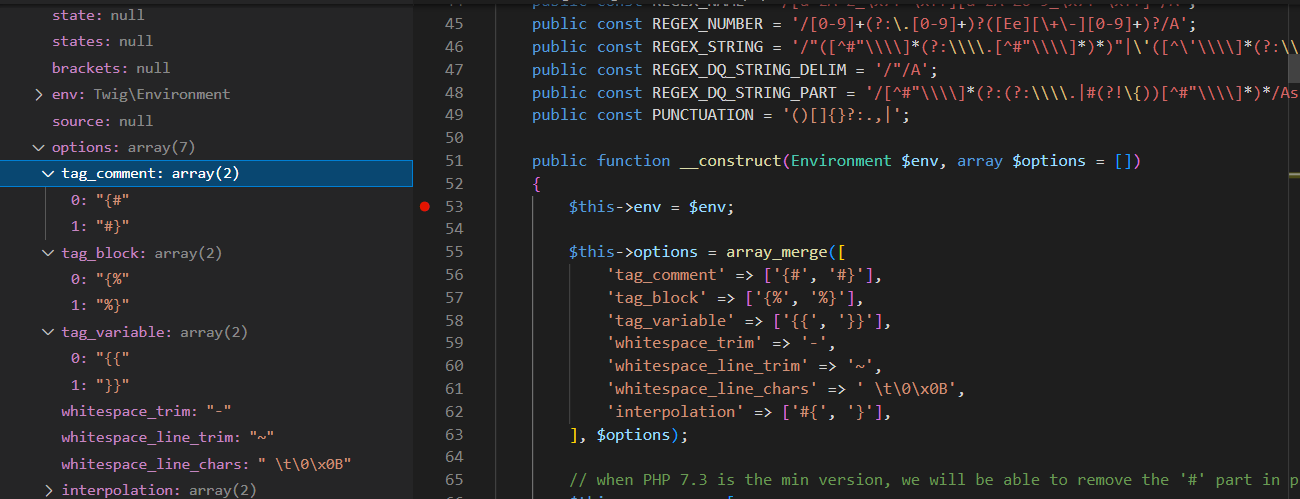 state: null
states: null
brackets: null
env: Twig\Environment
source: null
options: array(7)
tag_comment: array(2)
0: "{#"
1: "#}"
tag_block: array(2)
0: "{%"
1: "%}"
tag_variable: array(2)
0: "{{"
1: "}}"
whitespace_trim: "-"
whitespace_line_trim: "~"
whitespace_line_chars: " \t\0\x0B"
interpolation: array(2)
45 public const REGEX_NUMBER = '/[0-9]+(?:\.[0-9]+)?([Ee][\+\-][0-9]+)?/A';
46 public const REGEX_STRING = '/"([^#"\\\\]*(?:\\\\.[^#"\\\\]*)*)"|\'([^\'\\\\]*(?:\\
47 public const REGEX_DQ_STRING_DELIM = '/"/A';
48 public const REGEX_DQ_STRING_PART = '/[^#"\\\\]*(?:(?:\\\\.|#(?!\{))[^#"\\\\]*)*/As
49 public const PUNCTUATION = '()[]{}?:.,|';
50
51 public function __construct(Environment $env, array $options = [])
52 {
53 $this->env = $env;
54
55 $this->options = array_merge([
56 'tag_comment' => ['{#', '#}'],
57 'tag_block' => ['{%', '%}'],
58 'tag_variable' => ['{{', '}}'],
59 'whitespace_trim' => '-',
60 'whitespace_line_trim' => '~',
61 'whitespace_line_chars' => ' \t\0\x0B',
62 'interpolation' => ['#{', '}'],
63 ], $options);
64
65 // when PHP 7.3 is the min version, we will be able to remove the '#' part in p